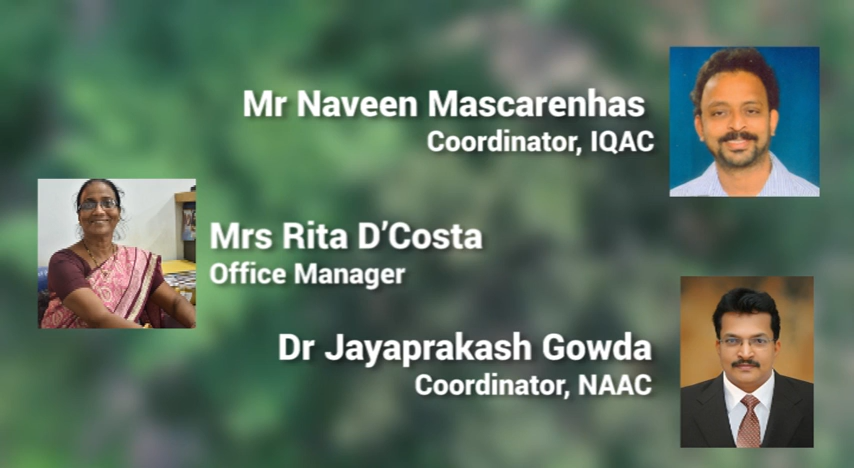 Mr Naveen Mascarenhas
Coordinator, IQAC
Mrs Rita D’Costa
Office Manager
Dr Jayaprakash Gowda
Coordinator, NAAC